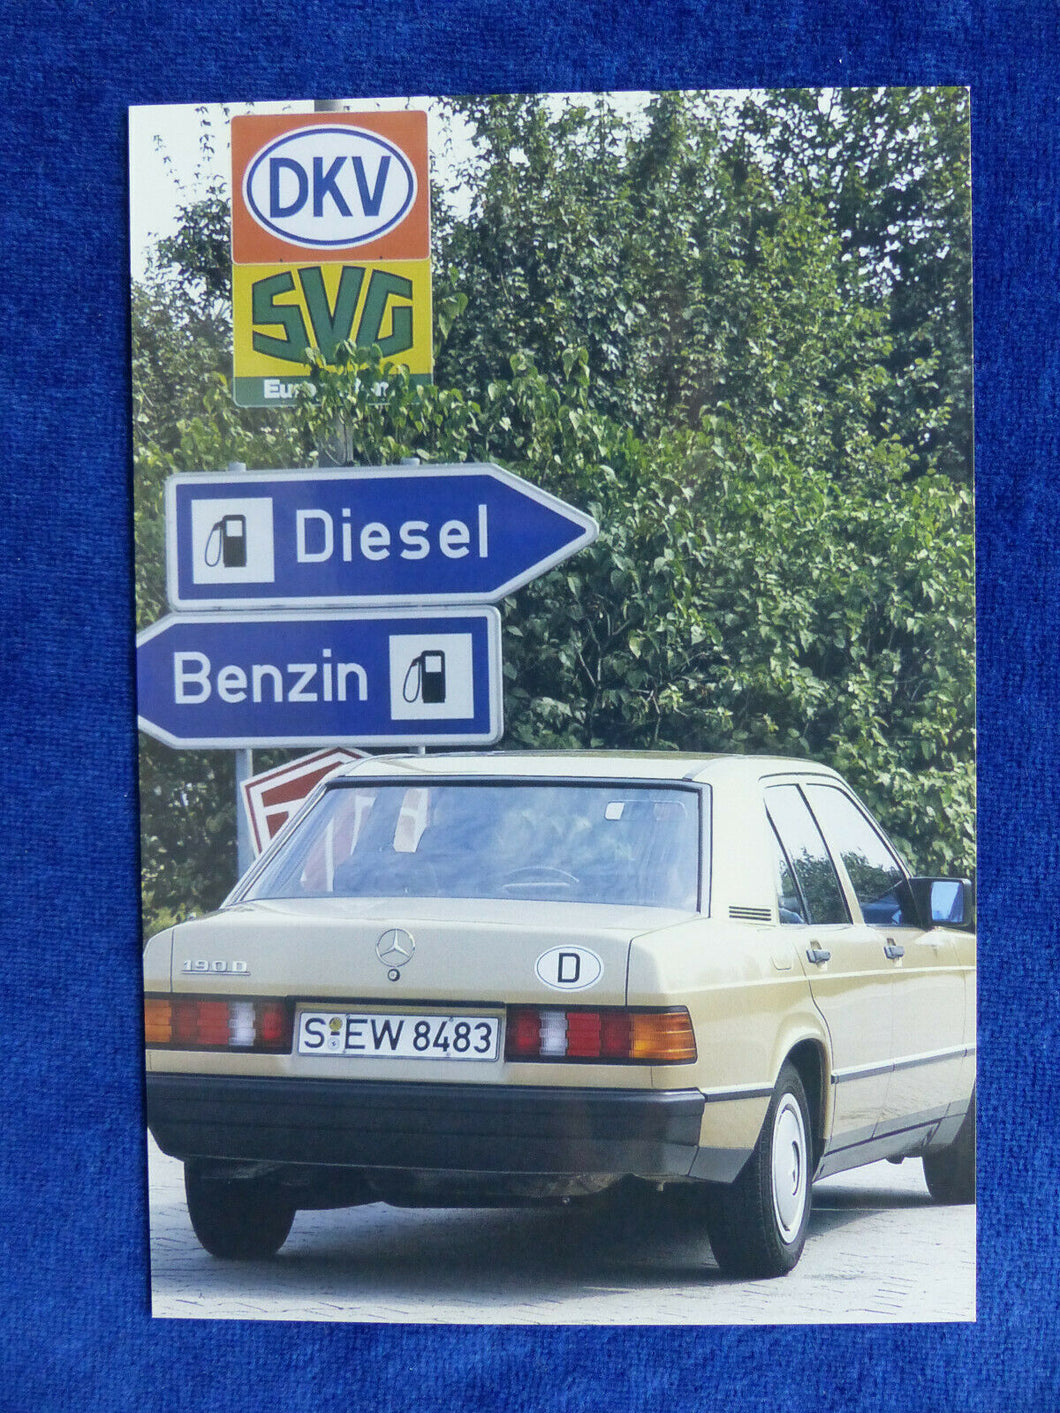 DKV
SVG
Diesel
Benzin
190 D
D
S EW 8483